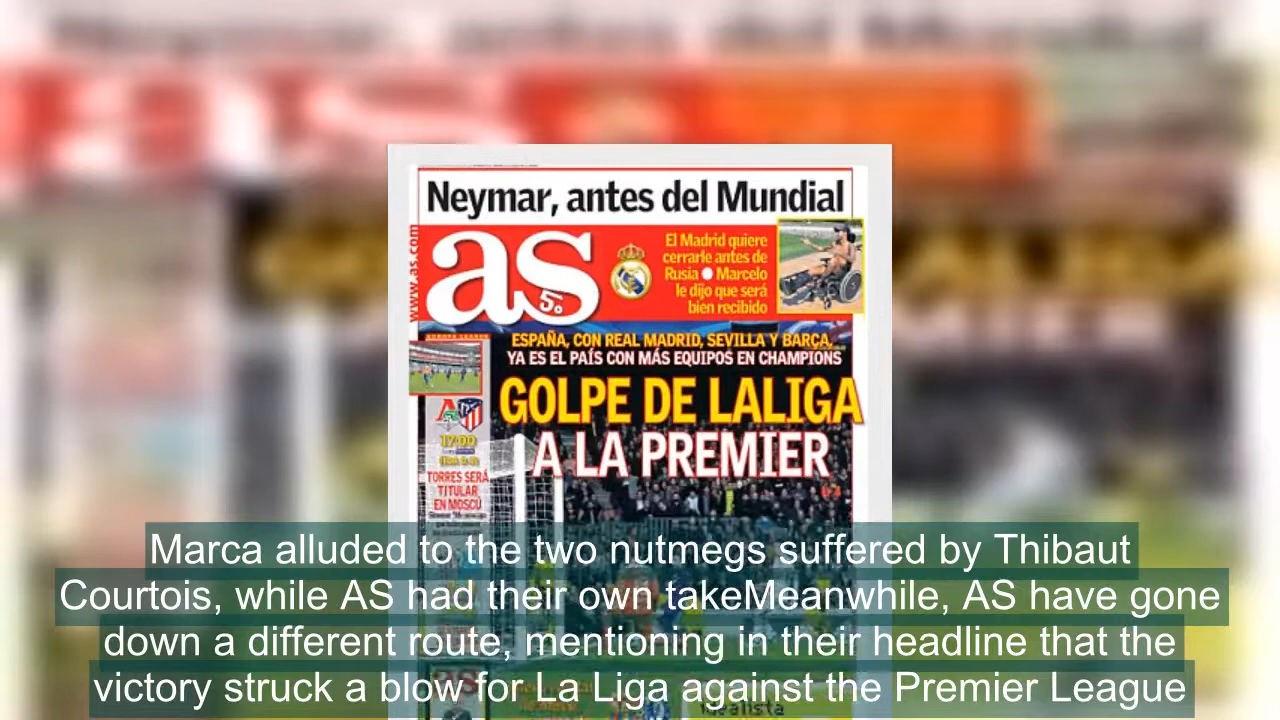 Neymar, antes del Mundial
www.as.com
as
El Madrid quiere
cerrarle antes de
Rusia ● Marcelo
le dijo que será
bien recibido
ESPAÑA, CON REAL MADRID, SEVILLA Y BARÇA,
YA ES EL PAÍS CON MÁS EQUIPOS EN CHAMPIONS
GOLPE DE LALIGA
A LA PREMIER
17:00
TORRES SERÁ
TITULAR
EN MOSCÚ
Marca alluded to the two nutmegs suffered by Thibaut
Courtois, while AS had their own takeMeanwhile, AS have gone
down a different route, mentioning in their headline that the
victory struck a blow for La Liga against the Premier League
as
idealista